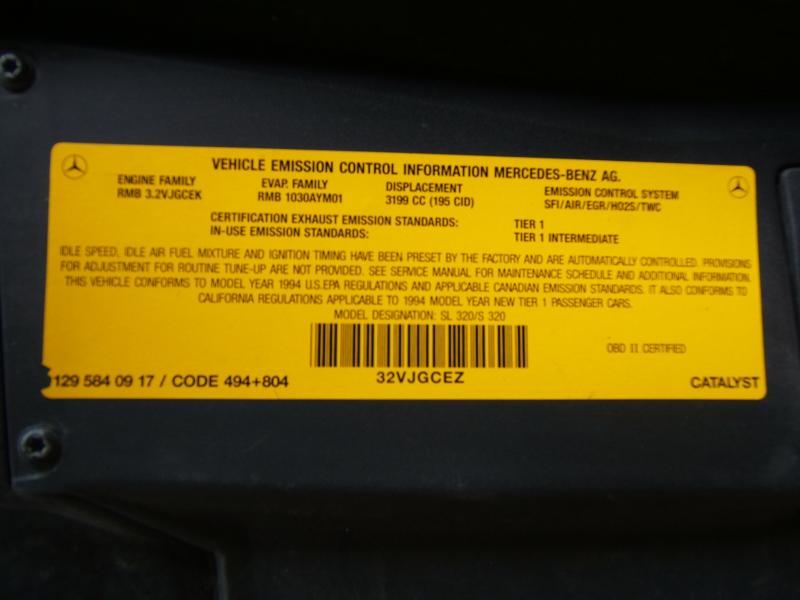 VEHICLE EMISSION CONTROL INFORMATION MERCEDES-BENZ AG.
ENGINE FAMILY EVAP. FAMILY DISPLACEMENT EMISSION CONTROL SYSTEM
RMB 3.2VJGCEK RMB 1030AYM01 3199 CC (195 CID) SFI/AIR/EGR/HO2S/TWC
CERTIFICATION EXHAUST EMISSION STANDARDS: TIER 1
IN-USE EMISSION STANDARDS: TIER 1 INTERMEDIATE
IDLE SPEED, IDLE AIR FUEL MIXTURE AND IGNITION TIMING HAVE BEEN PRESET BY THE FACTORY AND ARE AUTOMATICALLY CONTROLLED. PROVISIONS
FOR ADJUSTMENT FOR ROUTINE TUNE-UP ARE NOT PROVIDED. SEE SERVICE MANUAL FOR MAINTENANCE SCHEDULE AND ADDITIONAL INFORMATION.
THIS VEHICLE CONFORMS TO MODEL YEAR 1994 U.S.EPA REGULATIONS AND APPLICABLE CANADIAN EMISSION STANDARDS. IT ALSO CONFORMS TO
CALIFORNIA REGULATIONS APPLICABLE TO 1994 MODEL YEAR NEW TIER 1 PASSENGER CARS.
MODEL DESIGNATION: SL 320/S 320
OBD II CERTIFIED
129 584 09 17 / CODE 494+804 32VJGCEZ CATALYST